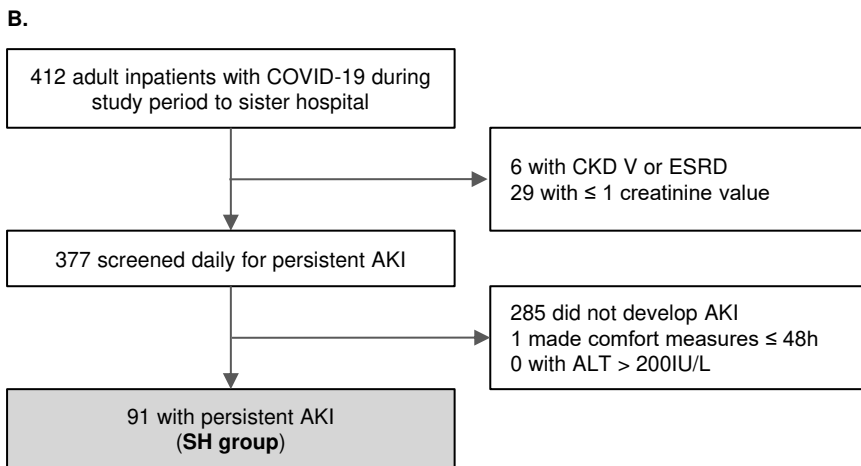 B.
412 adult inpatients with COVID-19 during
study period to sister hospital
6 with CKD V or ESRD
29 with ≤ 1 creatinine value
377 screened daily for persistent AKI
285 did not develop AKI
1 made comfort measures ≤ 48h
0 with ALT > 200IU/L
91 with persistent AKI
(SH group)